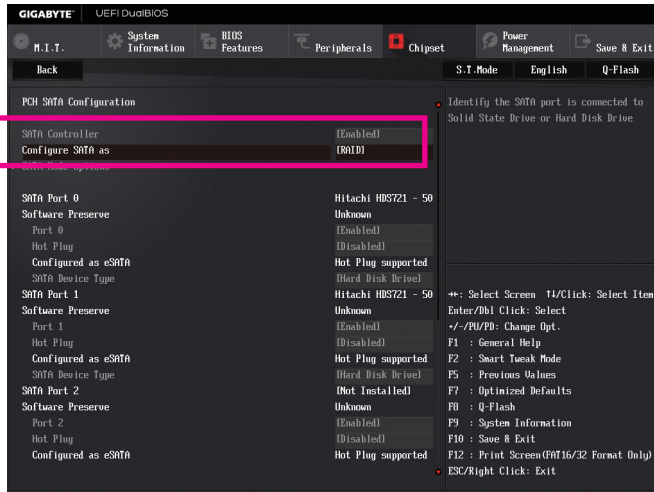 GIGABYTE™ UEFI DualBIOS
M.I.T. System Information BIOS Features Peripherals Chipset Power Management Save & Exit
Back S.T.Mode English Q-Flash
PCH SATA Configuration
SATA Controller [Enabled]
Configure SATA as [RAID]
SATA Mode options
SATA Port 0 Hitachi HDS721 - 50
Software Preserve Unknown
Port 0 [Enabled]
Hot Plug [Disabled]
Configured as eSATA Hot Plug supported
SATA Device Type [Hard Disk Drive]
SATA Port 1 Hitachi HDS721 - 50
Software Preserve Unknown
Port 1 [Enabled]
Hot Plug [Disabled]
Configured as eSATA Hot Plug supported
SATA Device Type [Hard Disk Drive]
SATA Port 2 [Not Installed]
Software Preserve Unknown
Port 2 [Enabled]
Hot Plug [Disabled]
Configured as eSATA Hot Plug supported
Identify the SATA port is connected to
Solid State Drive or Hard Disk Drive
→←: Select Screen ↑↓/Click: Select Item
Enter/Dbl Click: Select
+/-/PU/PD: Change Opt.
F1 : General Help
F2 : Smart Tweak Mode
F5 : Previous Values
F7 : Optimized Defaults
F8 : Q-Flash
F9 : System Information
F10 : Save & Exit
F12 : Print Screen(FAT16/32 Format Only)
ESC/Right Click: Exit